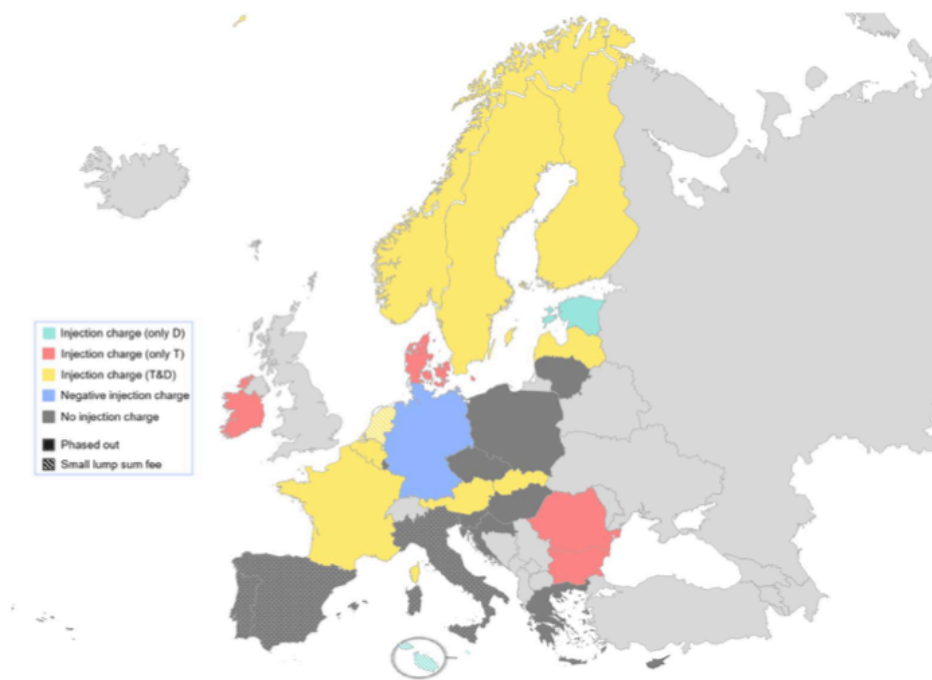 Injection charge (only D)
Injection charge (only T)
Injection charge (T&D)
Negative injection charge
No injection charge
Phased out
Small lump sum fee